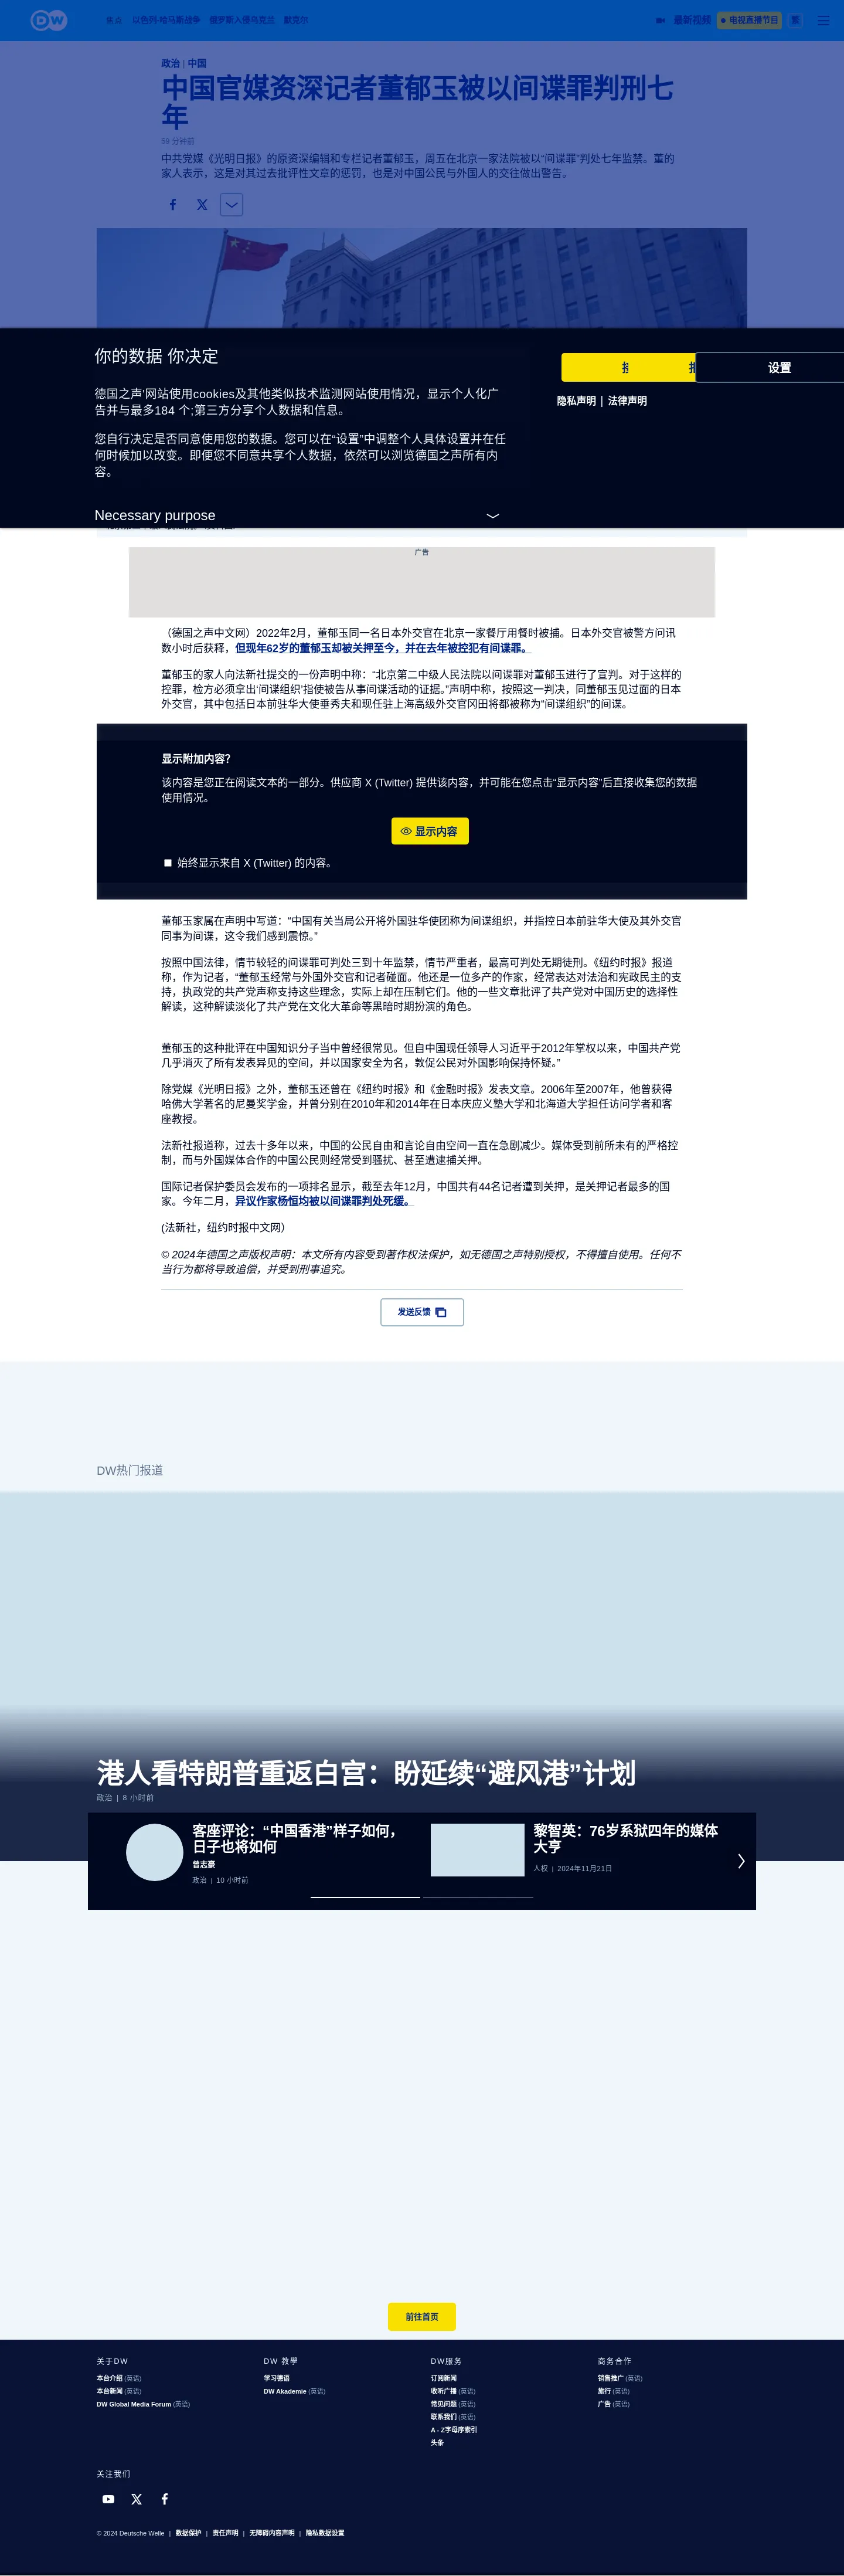 DW
焦点 以色列-哈马斯战争 俄罗斯入侵乌克兰 默克尔
最新视频
电视直播节目
繁
政治 | 中国
中国官媒资深记者董郁玉被以间谍罪判刑七
年
59 分钟前
中共党媒《光明日报》的原资深编辑和专栏记者董郁玉，周五在北京一家法院被以“间谍罪”判处七年监禁。董的
家人表示，这是对其过去批评性文章的惩罚，也是对中国公民与外国人的交往做出警告。
你的数据 你决定
设置
德国之声'网站使用cookies及其他类似技术监测网站使用情况，显示个人化广
告并与最多184 个;第三方分享个人数据和信息。
隐私声明 | 法律声明
您自行决定是否同意使用您的数据。您可以在“设置”中调整个人具体设置并在任
何时候加以改变。即便您不同意共享个人数据，依然可以浏览德国之声所有内
容。
Necessary purpose
广告
（德国之声中文网）2022年2月，董郁玉同一名日本外交官在北京一家餐厅用餐时被捕。日本外交官被警方问讯
数小时后获释，但现年62岁的董郁玉却被关押至今，并在去年被控犯有间谍罪。
董郁玉的家人向法新社提交的一份声明中称：“北京第二中级人民法院以间谍罪对董郁玉进行了宣判。对于这样的
控罪，检方必须拿出‘间谍组织’指使被告从事间谍活动的证据。”声明中称，按照这一判决，同董郁玉见过面的日本
外交官，其中包括日本前驻华大使垂秀夫和现任驻上海高级外交官冈田将都被称为“间谍组织”的间谍。
显示附加内容？
该内容是您正在阅读文本的一部分。供应商 X (Twitter) 提供该内容，并可能在您点击“显示内容”后直接收集您的数据
使用情况。
显示内容
始终显示来自 X (Twitter) 的内容。
董郁玉家属在声明中写道：“中国有关当局公开将外国驻华使团称为间谍组织，并指控日本前驻华大使及其外交官
同事为间谍，这令我们感到震惊。”
按照中国法律，情节较轻的间谍罪可判处三到十年监禁，情节严重者，最高可判处无期徒刑。《纽约时报》报道
称，作为记者，“董郁玉经常与外国外交官和记者碰面。他还是一位多产的作家，经常表达对法治和宪政民主的支
持，执政党的共产党声称支持这些理念，实际上却在压制它们。他的一些文章批评了共产党对中国历史的选择性
解读，这种解读淡化了共产党在文化大革命等黑暗时期扮演的角色。
董郁玉的这种批评在中国知识分子当中曾经很常见。但自中国现任领导人习近平于2012年掌权以来，中国共产党
几乎消灭了所有发表异见的空间，并以国家安全为名，敦促公民对外国影响保持怀疑。”
除党媒《光明日报》之外，董郁玉还曾在《纽约时报》和《金融时报》发表文章。2006年至2007年，他曾获得
哈佛大学著名的尼曼奖学金，并曾分别在2010年和2014年在日本庆应义塾大学和北海道大学担任访问学者和客
座教授。
法新社报道称，过去十多年以来，中国的公民自由和言论自由空间一直在急剧减少。媒体受到前所未有的严格控
制，而与外国媒体合作的中国公民则经常受到骚扰、甚至遭逮捕关押。
国际记者保护委员会发布的一项排名显示，截至去年12月，中国共有44名记者遭到关押，是关押记者最多的国
家。今年二月，异议作家杨恒均被以间谍罪判处死缓。
(法新社，纽约时报中文网）
© 2024年德国之声版权声明：本文所有内容受到著作权法保护，如无德国之声特别授权，不得擅自使用。任何不
当行为都将导致追偿，并受到刑事追究。
发送反馈
DW热门报道
港人看特朗普重返白宫：盼延续“避风港”计划
政治 | 8 小时前
客座评论：“中国香港”样子如何，
日子也将如何
曾志豪
政治 | 10 小时前
黎智英：76岁系狱四年的媒体
大亨
人权 | 2024年11月21日
前往首页
关于DW
本台介绍 (英语)
本台新闻 (英语)
DW Global Media Forum (英语)
DW 教學
学习德语
DW Akademie (英语)
DW服务
订阅新闻
收听广播 (英语)
常见问题 (英语)
联系我们 (英语)
A - Z字母序索引
头条
商务合作
销售推广 (英语)
旅行 (英语)
广告 (英语)
关注我们
© 2024 Deutsche Welle | 数据保护 | 责任声明 | 无障碍内容声明 | 隐私数据设置